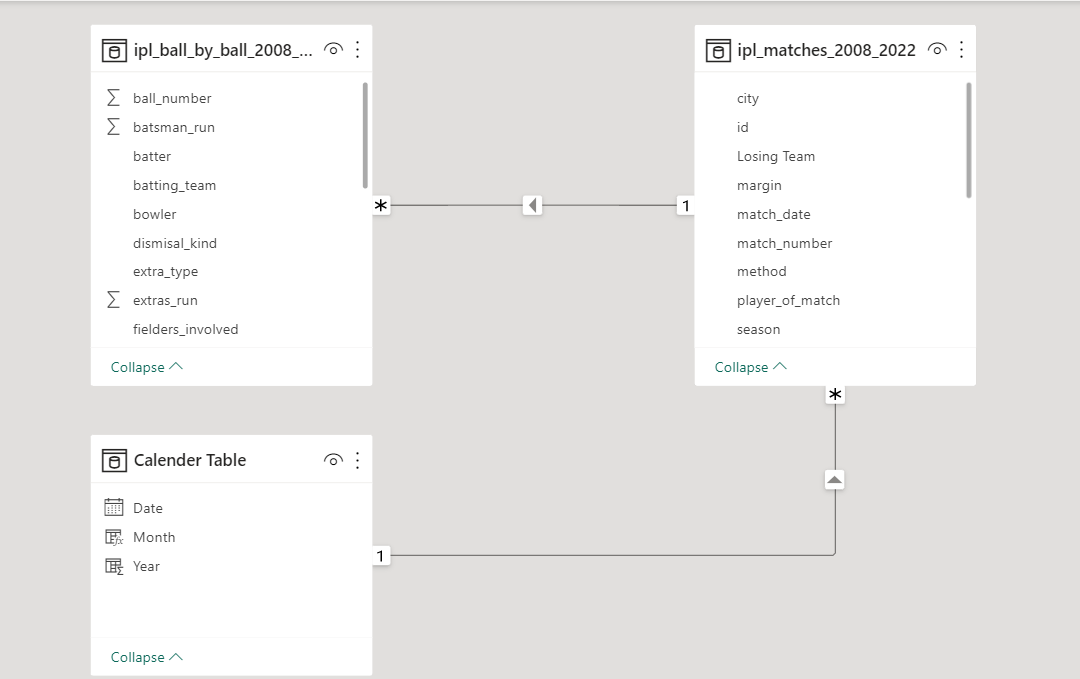 ipl_ball_by_ball_2008_...
ball_number
batsman_run
batter
batting_team
bowler
dismisal_kind
extra_type
extras_run
fielders_involved
Collapse
ipl_matches_2008_2022
city
id
Losing Team
margin
match_date
match_number
method
player_of_match
season
Collapse
*
1
*
Calender Table
Date
Month
Year
Collapse
1